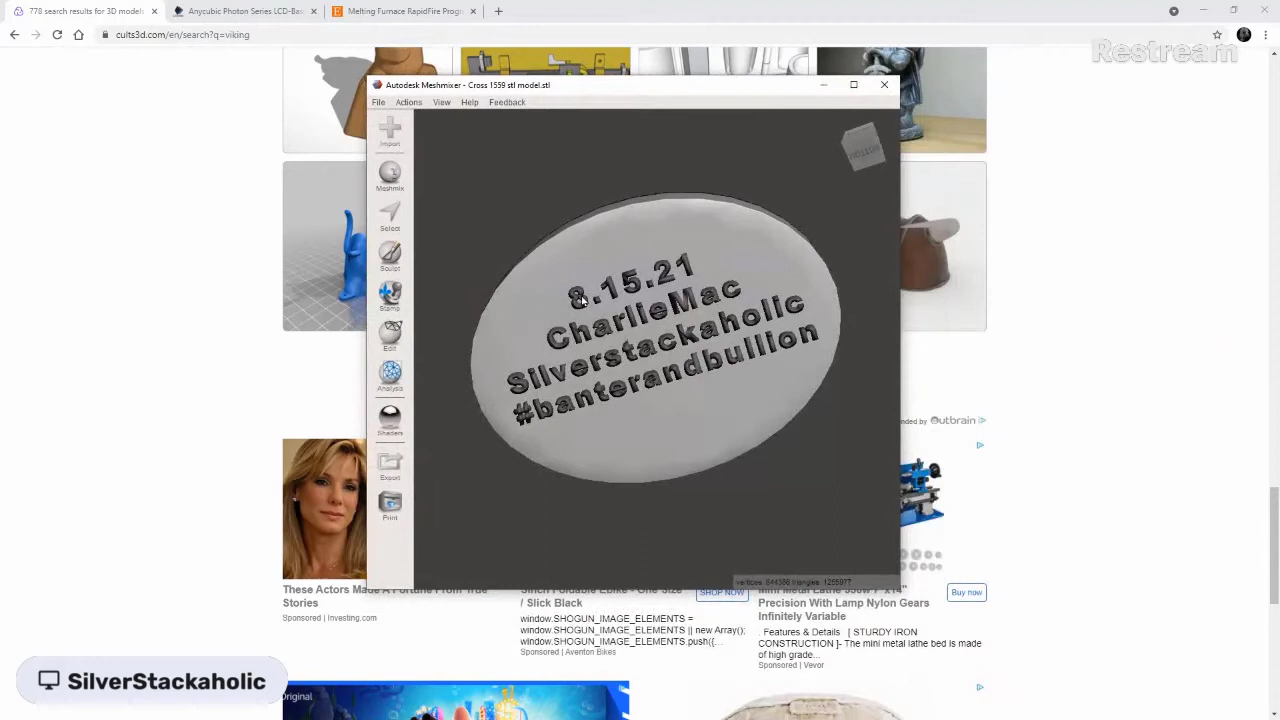 778 search results for 3D models
Anycubic Photon Series LCD-Bas
Melting Furnace RapidFire Prog
cults3d.com/en/search?q=viking
Restream
Autodesk Meshmixer - Cross 1559 stl model.stl
File Actions View Help Feedback
Import
Meshmix
Select
Sculpt
Stamp
Edit
Analysis
Shaders
Export
Print
BOTTOM
8.15.21
CharlieMac
Silverstackaholic
#banterandbullion
outbrain
These Actors Made A Fortune From True
Stories
Sponsored | Investing.com
/ Slick Black
SHOP NOW
window.SHOGUN_IMAGE_ELEMENTS =
window.SHOGUN_IMAGE_ELEMENTS || new Array();
window.SHOGUN_IMAGE_ELEMENTS.push({...
Sponsored | Aventon Bikes
Precision With Lamp Nylon Gears
Infinitely Variable
. Features & Details [ STURDY IRON
CONSTRUCTION ]- The mini metal lathe bed is made
of high grade...
Sponsored | Vevor
Buy now
SilverStackaholic
Original